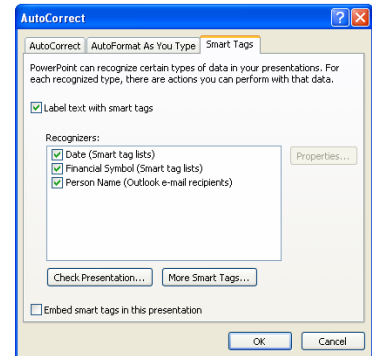 AutoCorrect
AutoCorrect AutoFormat As You Type Smart Tags
PowerPoint can recognize certain types of data in your presentations. For
each recognized type, there are actions you can perform with that data.
Label text with smart tags
Recognizers:
Date (Smart tag lists)
Financial Symbol (Smart tag lists)
Person Name (Outlook e-mail recipients)
Properties...
Check Presentation... More Smart Tags...
Embed smart tags in this presentation
OK Cancel